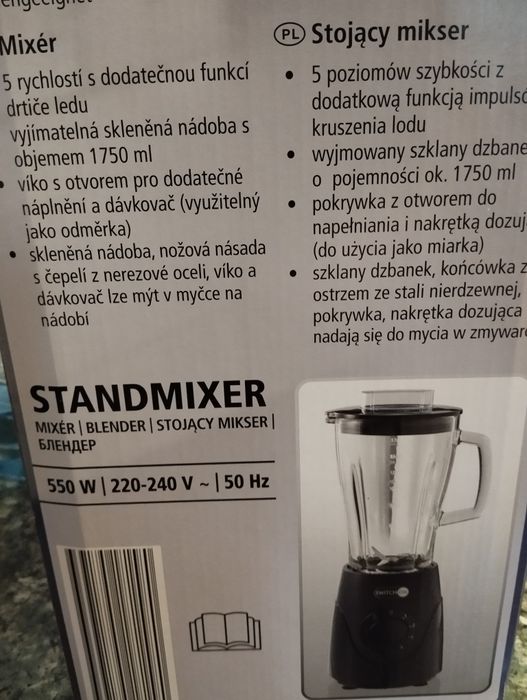 Mixér
5 rychlostí s dodatečnou funkcí
drtiče ledu
vyjímatelná skleněná nádoba s
objemem 1750 ml
• víko s otvorem pro dodatečné
náplnění a dávkovač (využitelný
jako odměrka)
• skleněná nádoba, nožová násada
s čepelí z nerezové oceli, víko a
dávkovač lze mýt v myčce na
nádobí
PL Stojący mikser
• 5 poziomów szybkości z
dodatkową funkcją impulso
kruszenia lodu
• wyjmowany szklany dzbane
o pojemności ok. 1750 ml
• pokrywka z otworem do
napełniania i nakrętką dozuj
(do użycia jako miarka)
• szklany dzbanek, końcówka z
ostrzem ze stali nierdzewnej,
pokrywka, nakrętka dozująca
nadają się do mycia w zmywar
STANDMIXER
MIXÉR | BLENDER | STOJĄCY MIKSER |
БЛЕНДЕР
550 W | 220-240 V ~ | 50 Hz
SWITCH ON